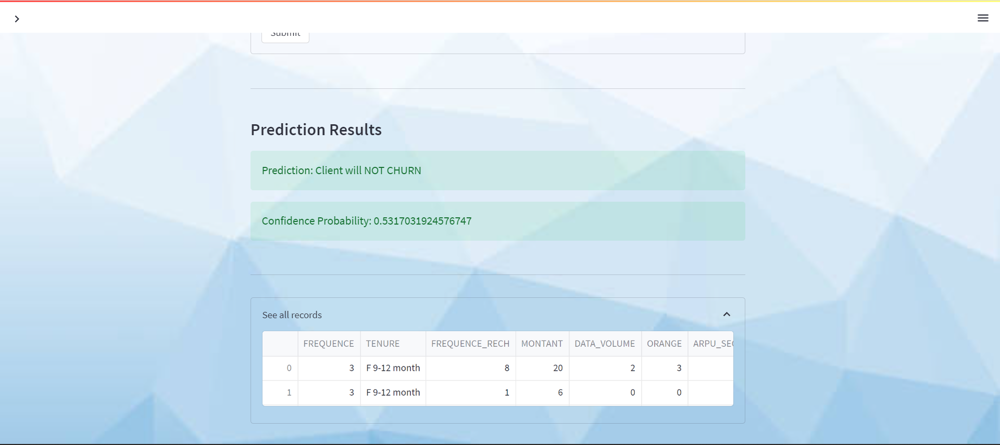 Submit
Prediction Results
Prediction: Client will NOT CHURN
Confidence Probability: 0.5317031924576747
See all records
FREQUENCE TENURE FREQUENCE_RECH MONTANT DATA_VOLUME ORANGE ARPU_SEG
0 3 F 9-12 month 8 20 2 3
1 3 F 9-12 month 1 6 0 0